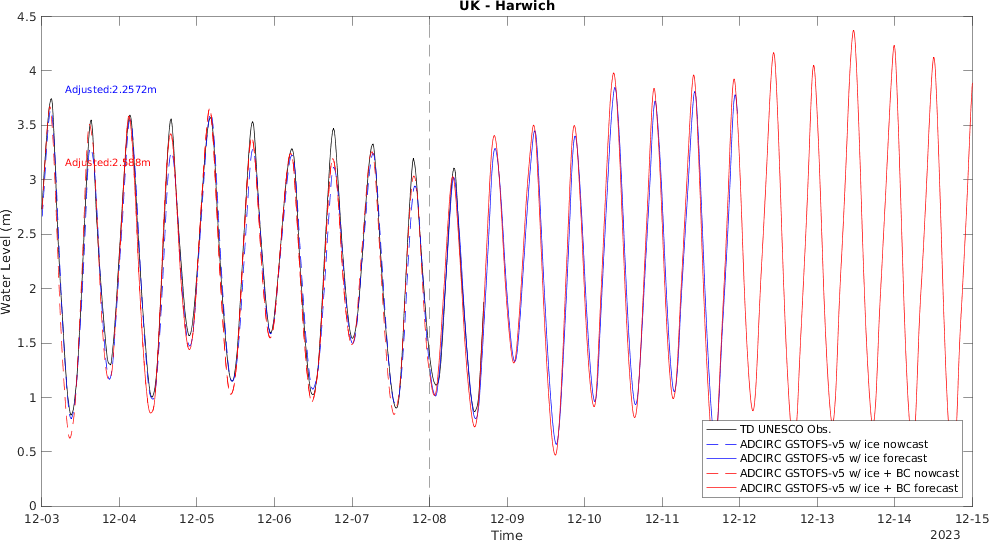 UK - Harwich
4.5
4
3.5
3
2.5
2
1.5
1
0.5
0
Water Level (m)
Adjusted:2.2572m
Adjusted:2.588m
TD UNESCO Obs.
ADCIRC GSTOFS-v5 w/ ice nowcast
ADCIRC GSTOFS-v5 w/ ice forecast
ADCIRC GSTOFS-v5 w/ ice + BC nowcast
ADCIRC GSTOFS-v5 w/ ice + BC forecast
12-03 12-04 12-05 12-06 12-07 12-08 12-09 12-10 12-11 12-12 12-13 12-14 12-15
Time
2023